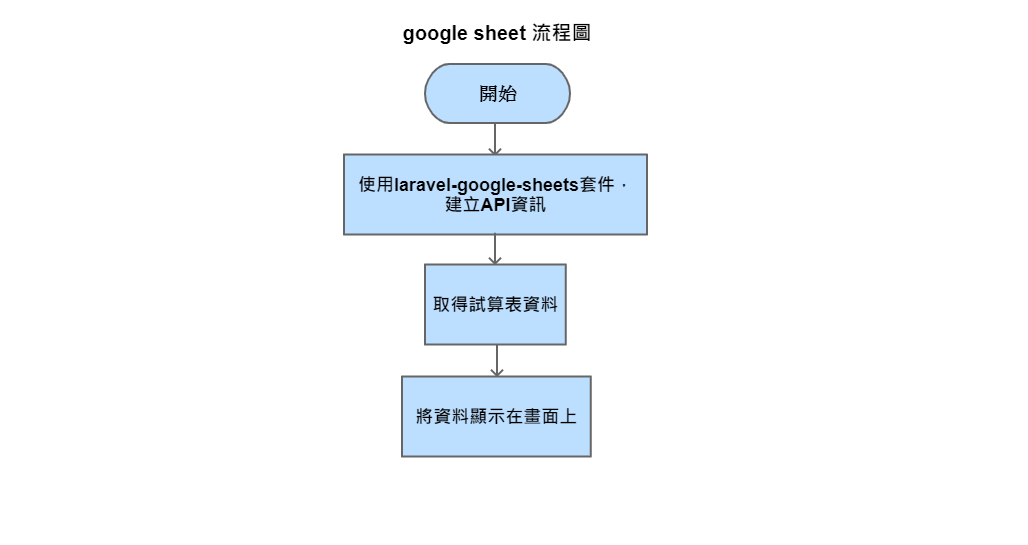 google sheet 流程圖
開始
使用laravel-google-sheets套件，
建立API資訊
取得試算表資料
將資料顯示在畫面上